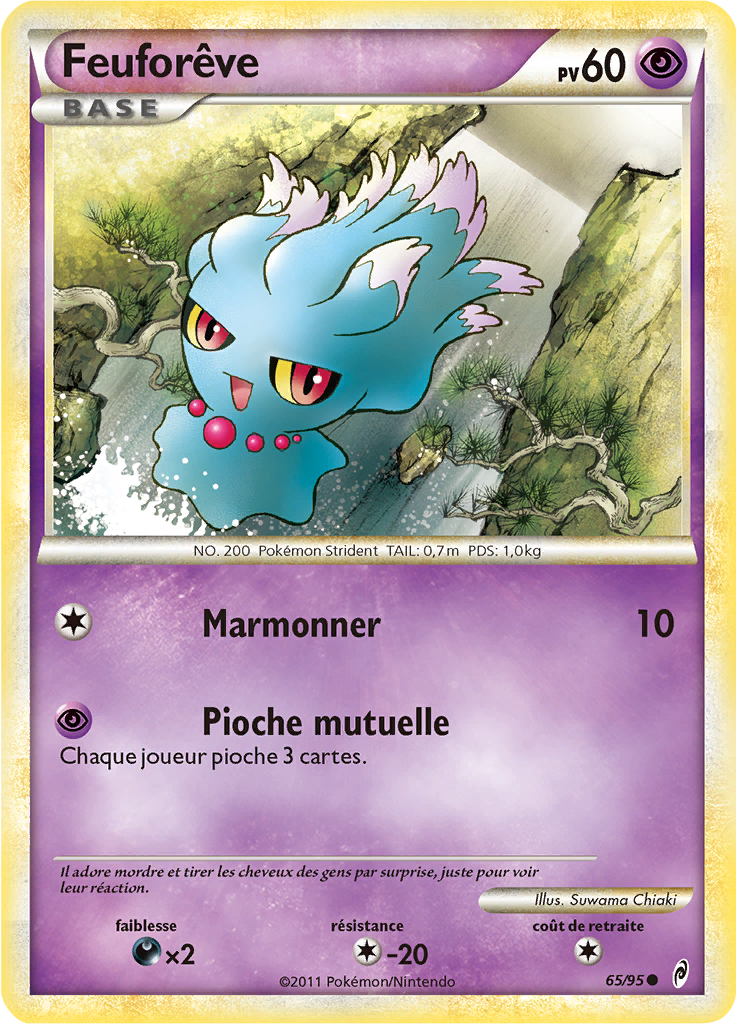 Feuforêve
PV60
BASE
NO. 200 Pokémon Strident TAIL: 0,7m PDS: 1,0kg
Marmonner 10
Pioche mutuelle
Chaque joueur pioche 3 cartes.
Il adore mordre et tirer les cheveux des gens par surprise, juste pour voir
leur réaction.
Illus. Suwama Chiaki
faiblesse résistance coût de retraite
×2 -20
©2011 Pokémon/Nintendo
65/95